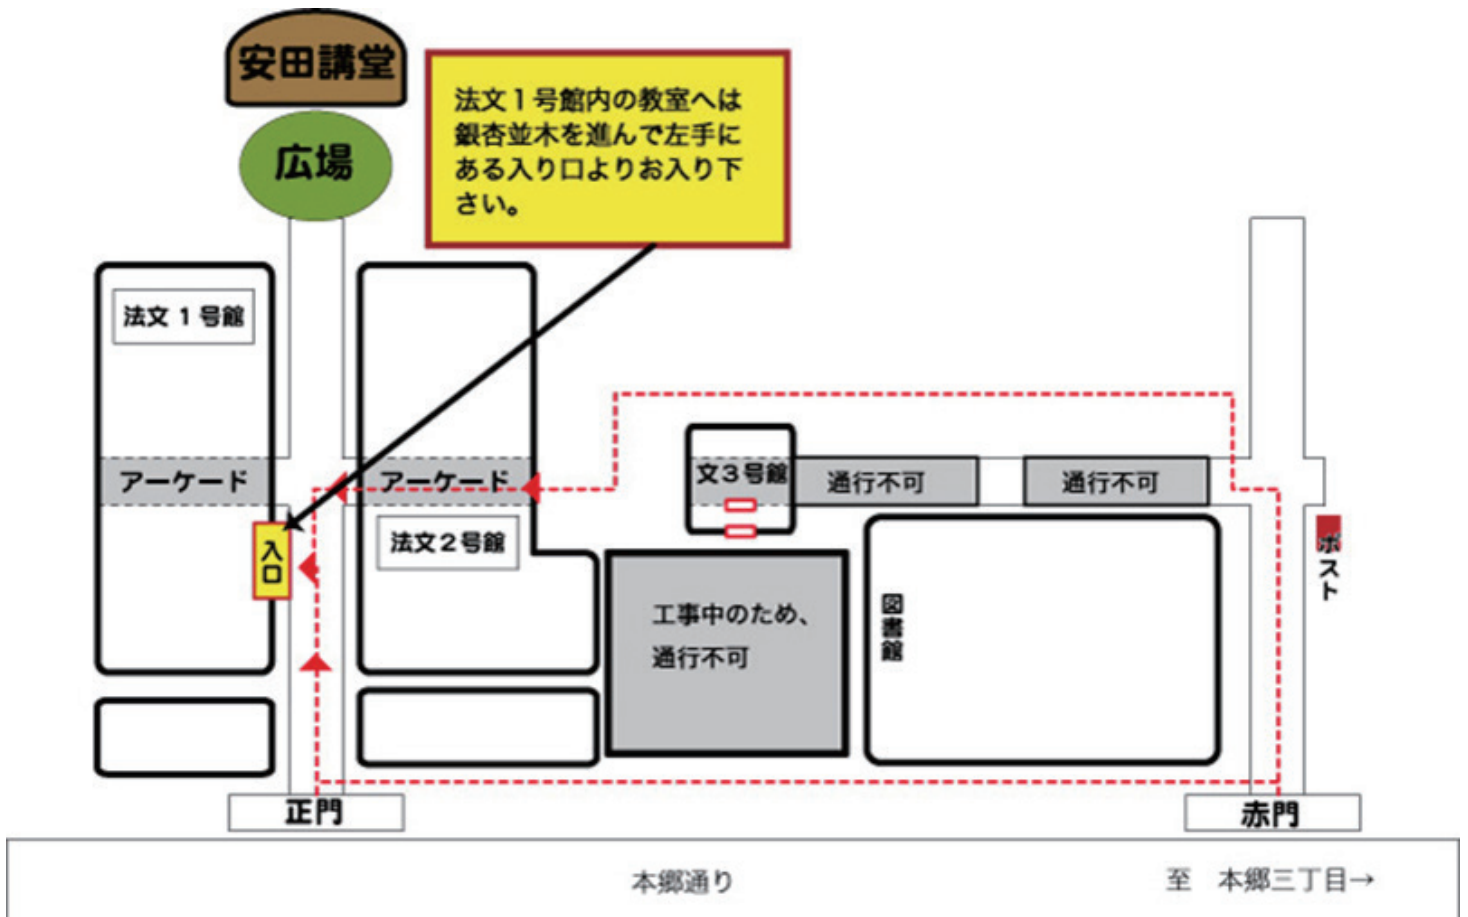 安田講堂
広場
法文１号館内の教室へは
銀杏並木を進んで左手に
ある入り口よりお入り下
さい。
法文 1 号館
アーケード
アーケード
文３号館
通行不可
通行不可
法文２号館
入口
ポスト
工事中のため、
通行不可
図書館
正門
赤門
本郷通り
至　本郷三丁目→